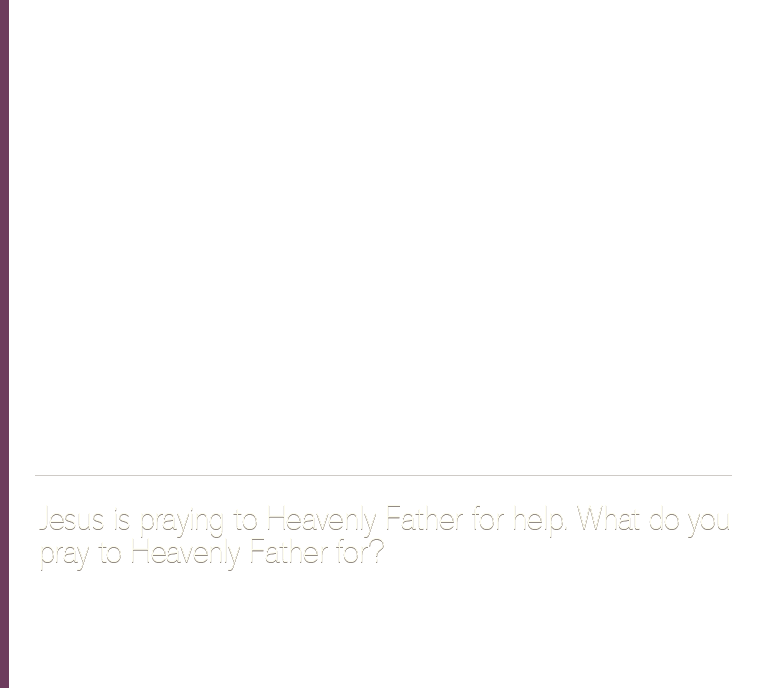 Jesus is praying to Heavenly Father for help. What do you
pray to Heavenly Father for?